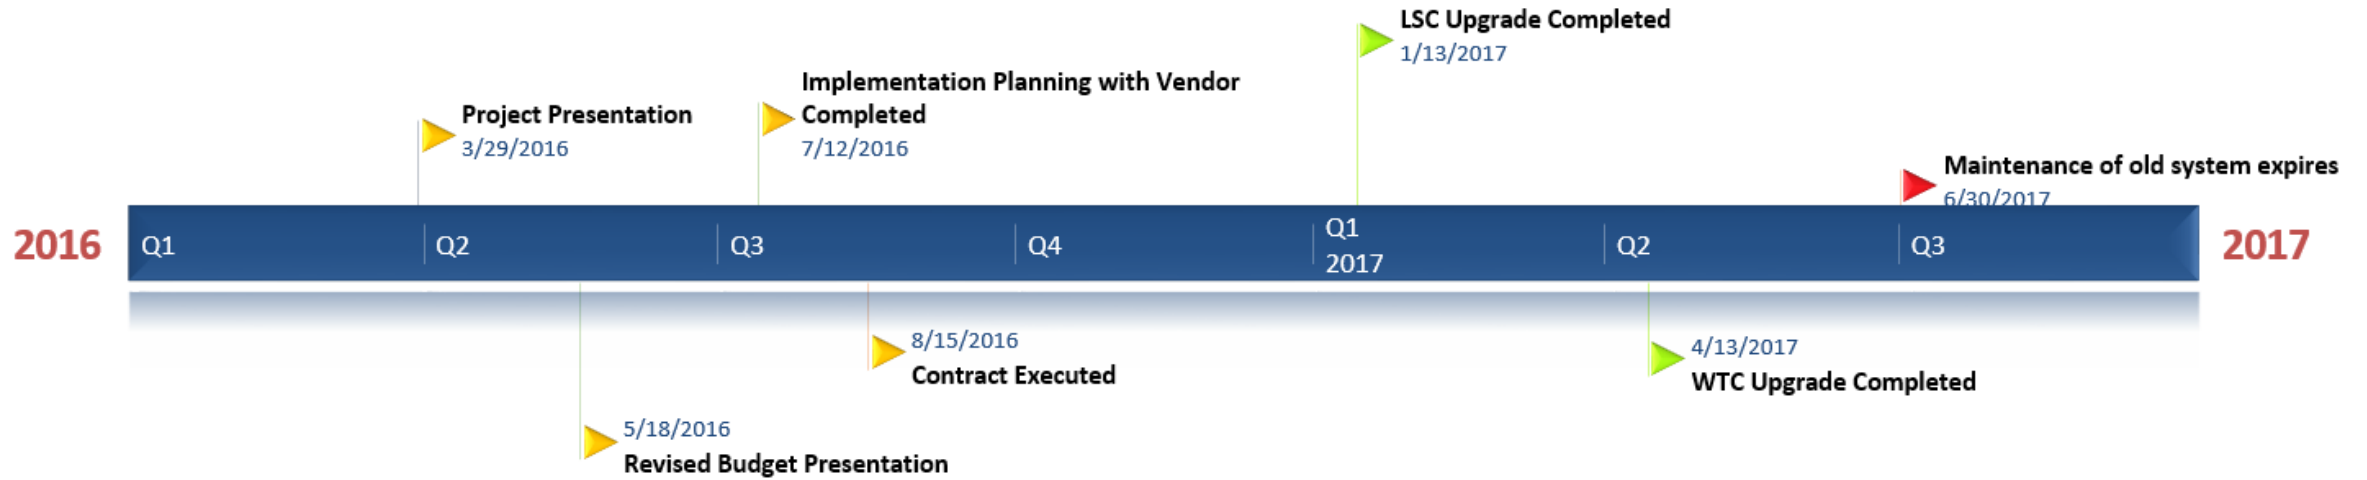 LSC Upgrade Completed
1/13/2017
Implementation Planning with Vendor
Completed
7/12/2016
Project Presentation
3/29/2016
Maintenance of old system expires
6/30/2017
2016
Q1
Q2
Q3
Q4
Q1
2017
Q2
Q3
2017
8/15/2016
Contract Executed
4/13/2017
WTC Upgrade Completed
5/18/2016
Revised Budget Presentation